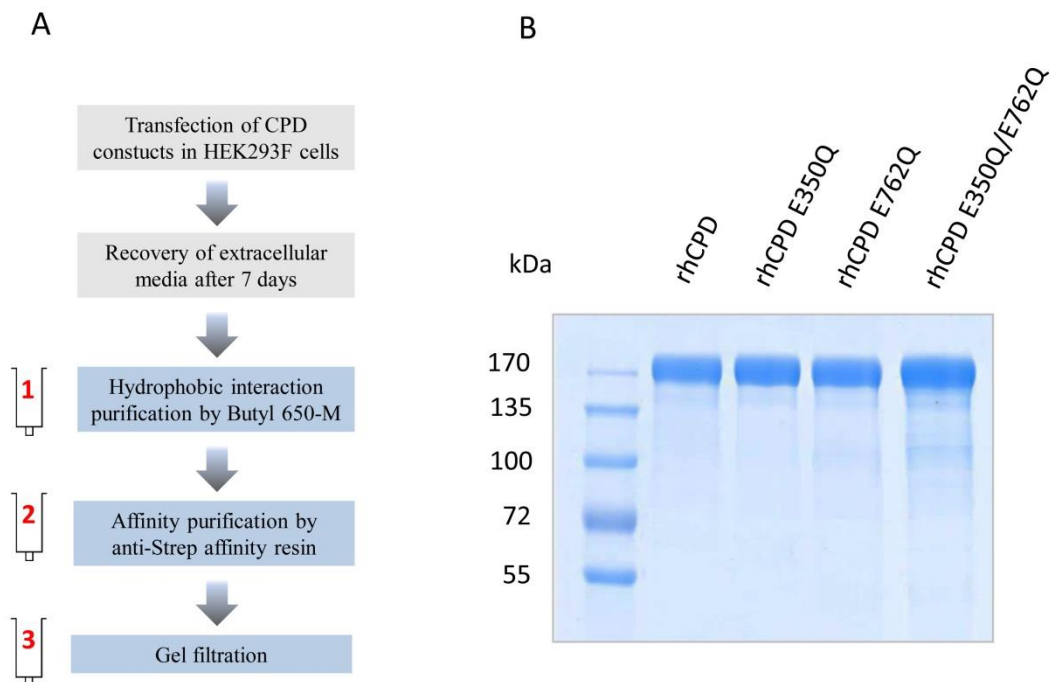 A
Transfection of CPD
constucts in HEK293F cells
Recovery of extracellular
media after 7 days
1
Hydrophobic interaction
purification by Butyl 650-M
2
Affinity purification by
anti-Strep affinity resin
3
Gel filtration
B
kDa
rhCPD
rhCPD E350Q
rhCPD E762Q
rhCPD E350Q/E762Q
170
135
100
72
55